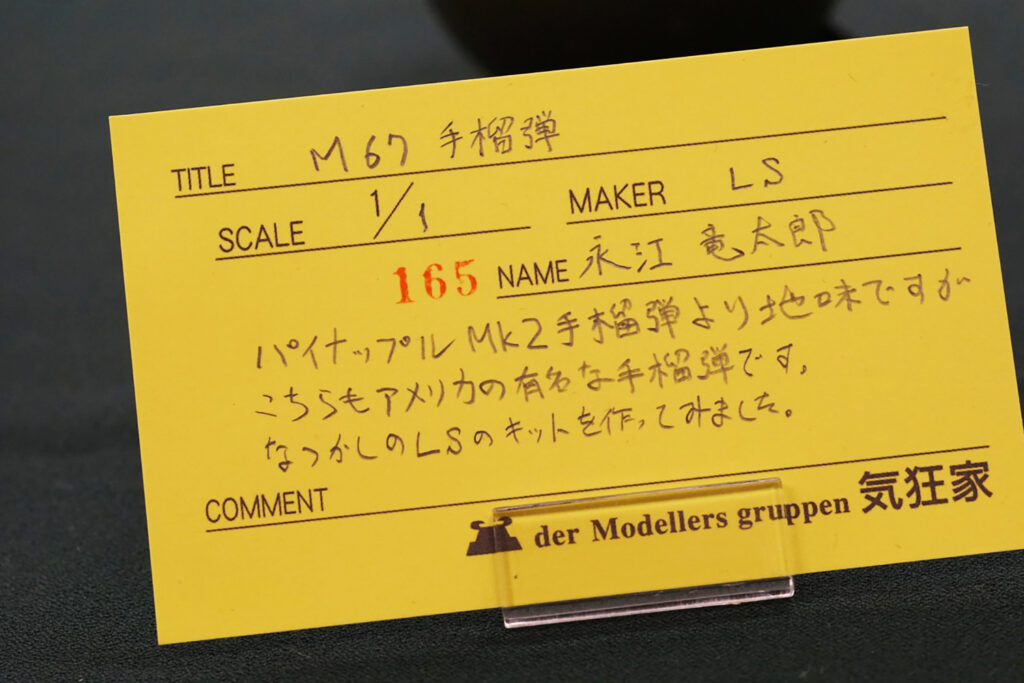 TITLE M67 手榴弾
SCALE 1/1 MAKER LS
165 NAME 永江 竜太郎
パイナップルMk2手榴弾より地味ですが
こちらもアメリカの有名な手榴弾です。
なつかしのLSのキットを作ってみました。
COMMENT
der Modellers gruppen 気狂家